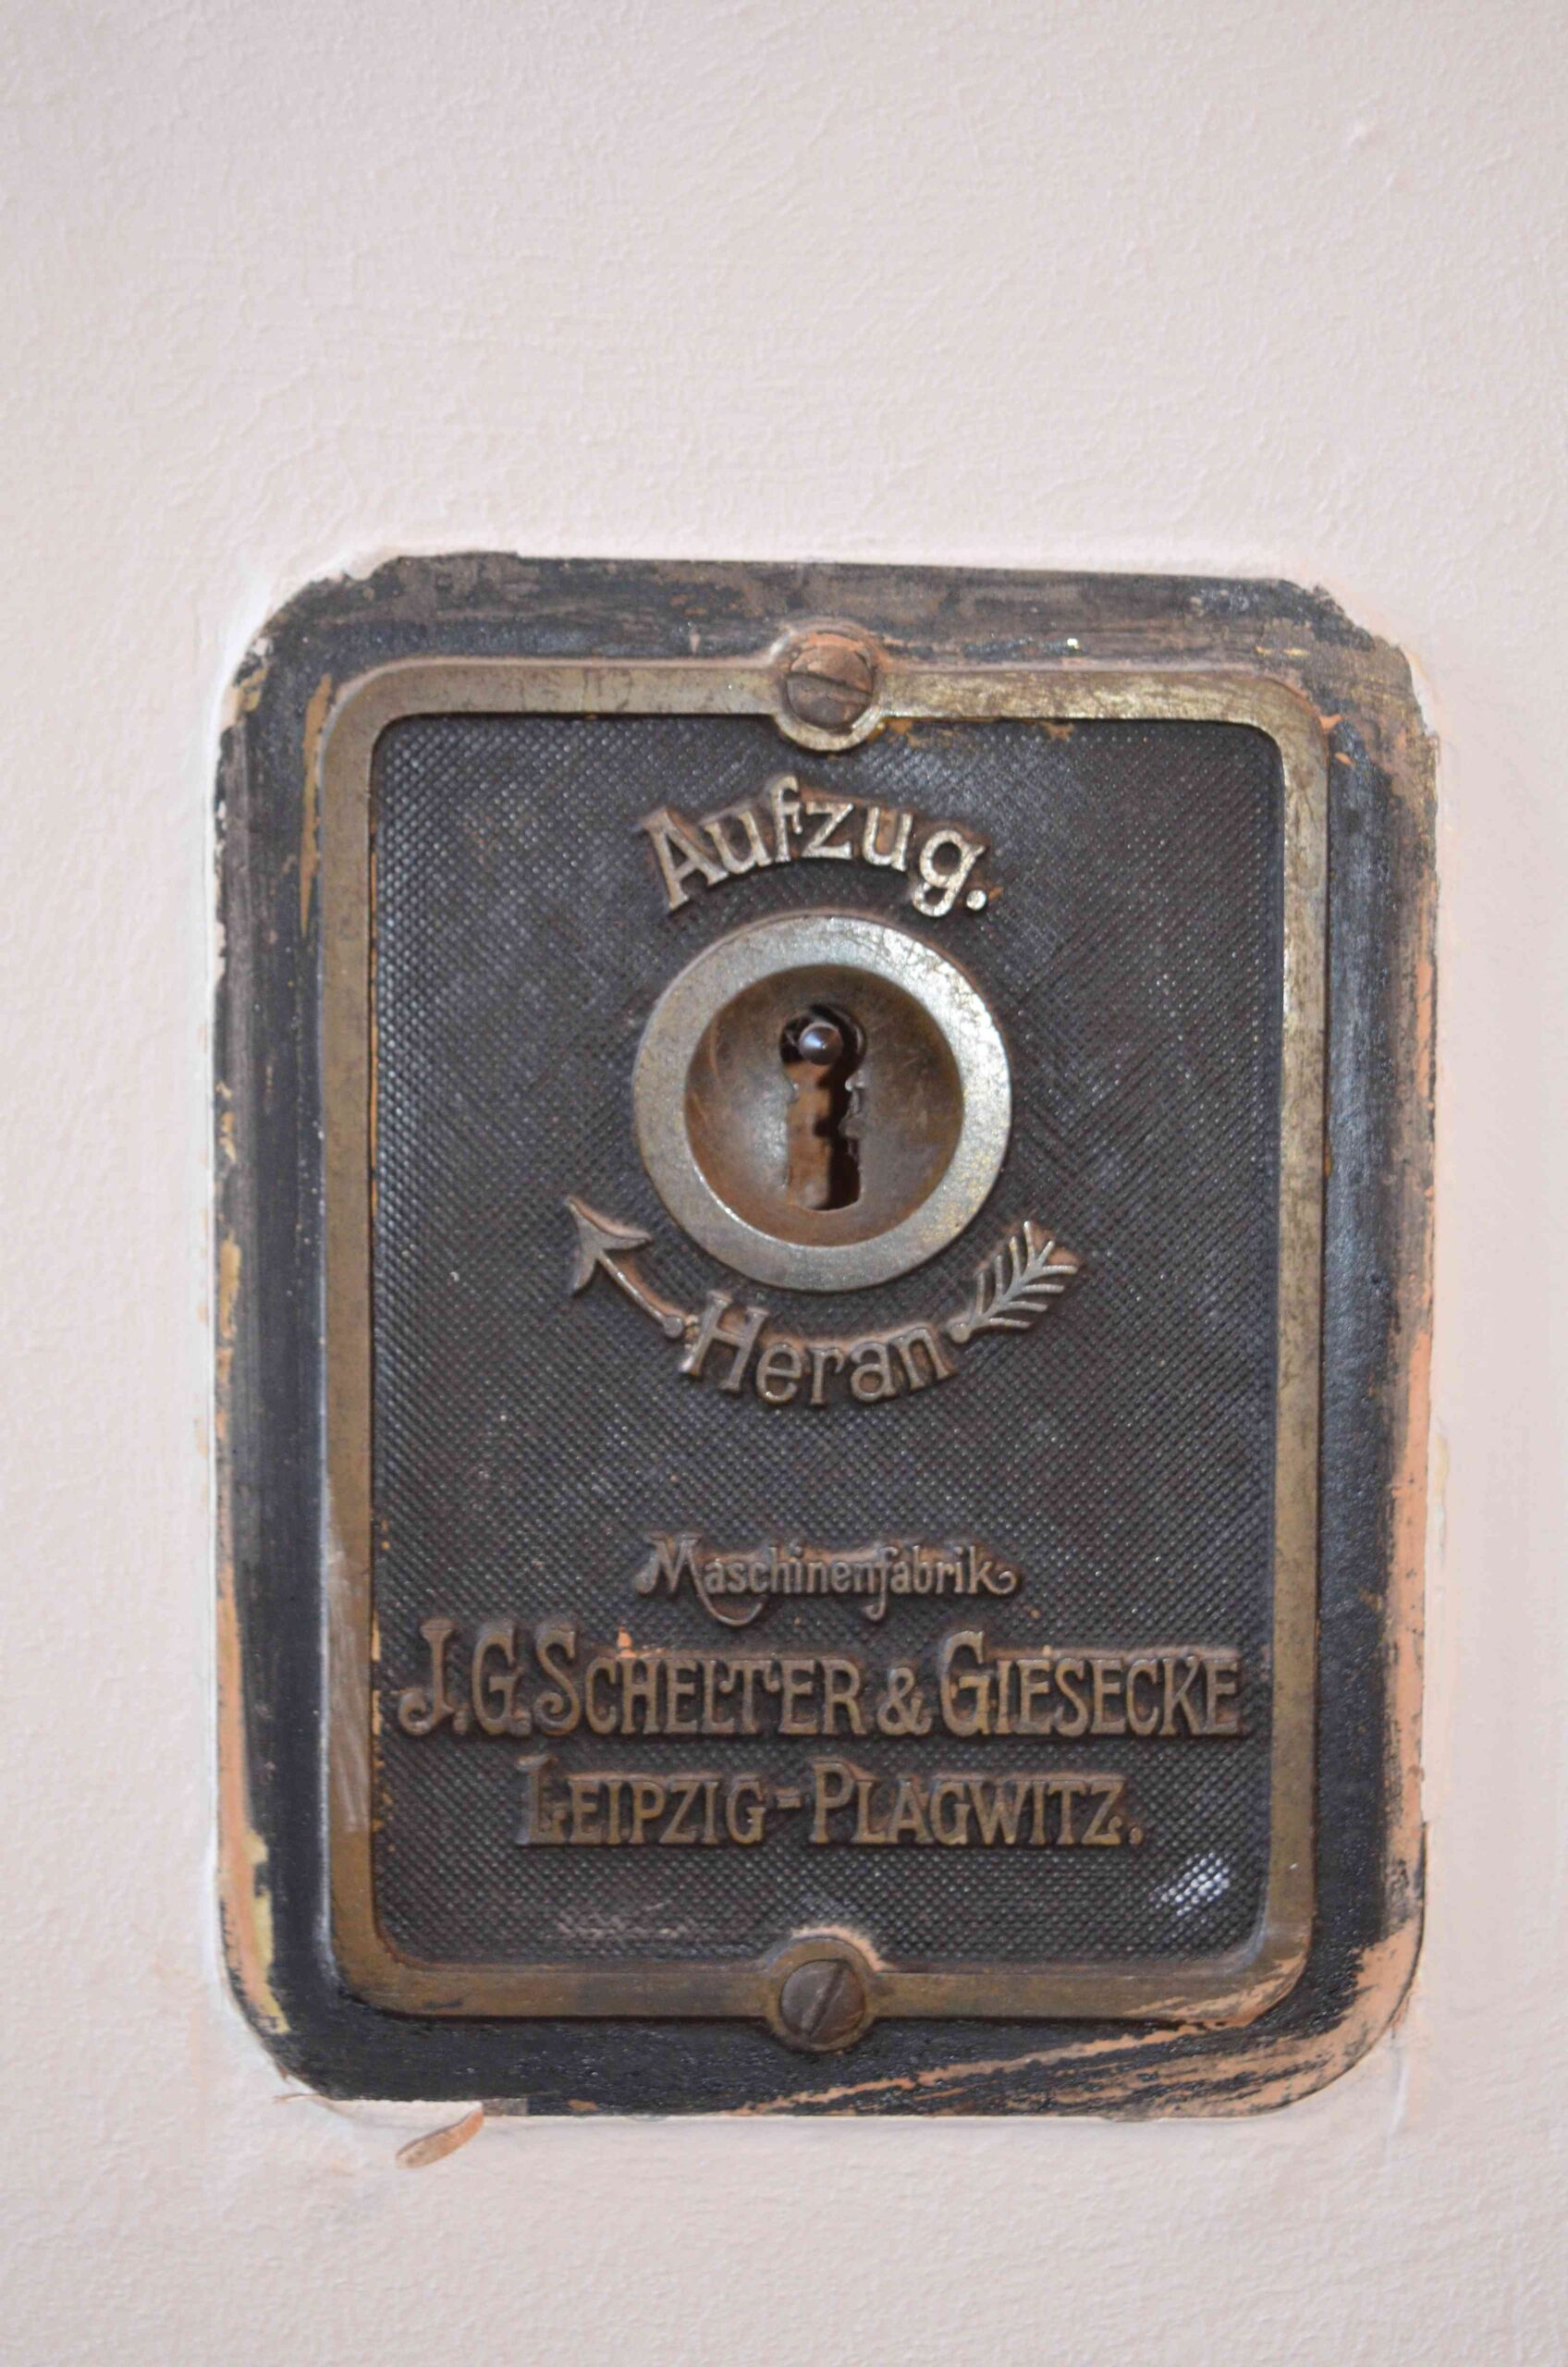 Aufzug.
Heran
Maschinenfabrik
J.G. SCHELTER & GIESECKE
LEIPZIG=PLAGWITZ.